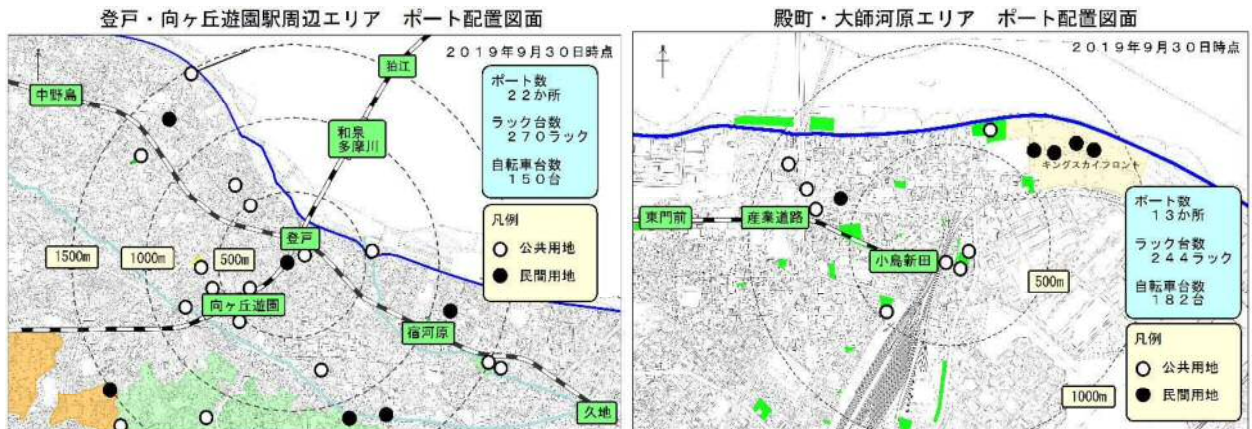 登戸・向ヶ丘遊園駅周辺エリア　ポート配置図面
2019年9月30日時点
狛江
中野島
和泉
多摩川
ポート数
22か所
ラック台数
270ラック
自転車台数
150台
凡例
公共用地
民間用地
登戸
1500m
1000m
500m
向ヶ丘遊園
宿河原
久地
殿町・大師河原エリア　ポート配置図面
2019年9月30日時点
キングスカイフロント
東門前
産業道路
小島新田
500m
1000m
ポート数
13か所
ラック台数
244ラック
自転車台数
182台
凡例
公共用地
民間用地